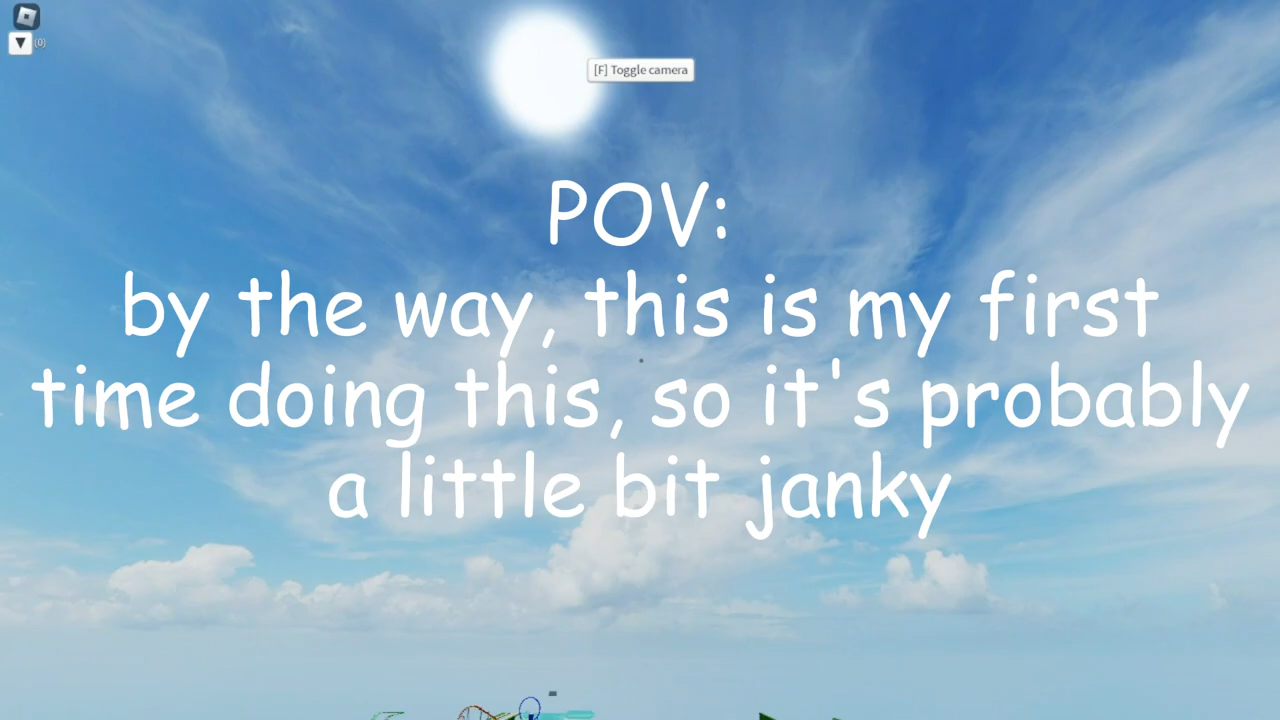 (0)
[F] Toggle camera
POV:
by the way, this is my first
time doing this, so it's probably
a little bit janky